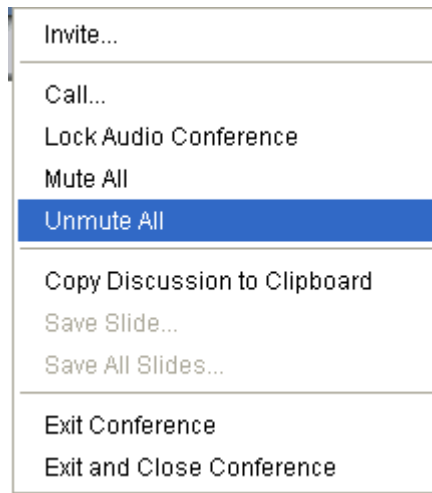 Invite...
Call...
Lock Audio Conference
Mute All
Unmute All
Copy Discussion to Clipboard
Save Slide...
Save All Slides...
Exit Conference
Exit and Close Conference